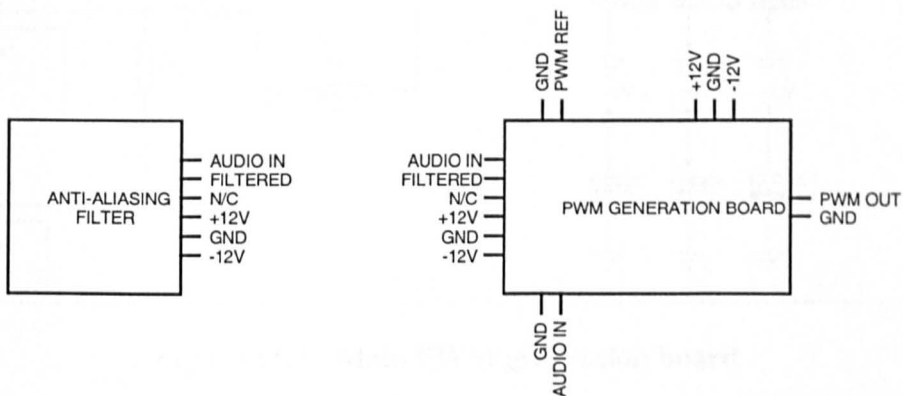 GND
PWM REF
+12V
GND
-12V
ANTI-ALIASING
FILTER
AUDIO IN
FILTERED
N/C
+12V
GND
-12V
AUDIO IN
FILTERED
N/C
+12V
GND
-12V
PWM GENERATION BOARD
PWM OUT
GND
GND
AUDIO IN